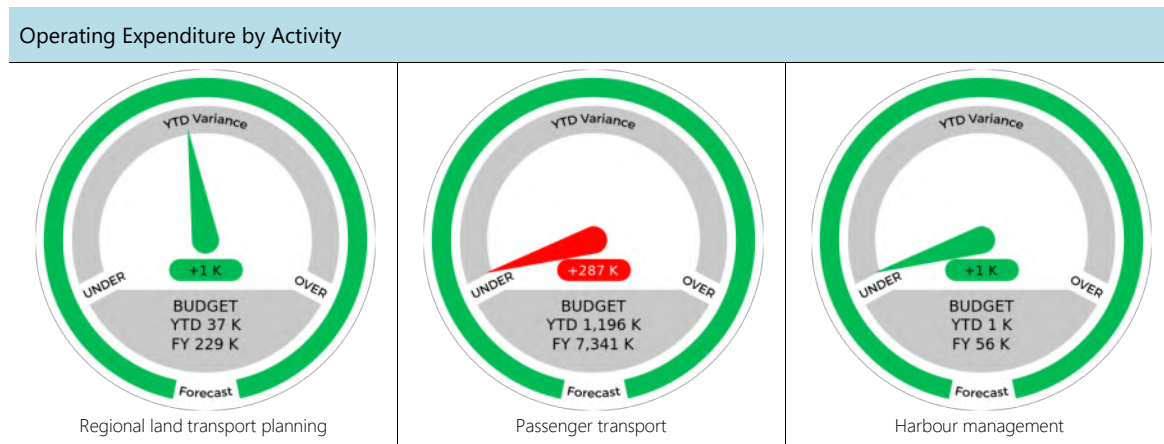 Operating Expenditure by Activity
YTD Variance
+1 K
UNDER
OVER
BUDGET
YTD 37 K
FY 229 K
Forecast
Regional land transport planning
YTD Variance
+287 K
UNDER
OVER
BUDGET
YTD 1,196 K
FY 7,341 K
Forecast
Passenger transport
YTD Variance
+1 K
UNDER
OVER
BUDGET
YTD 1 K
FY 56 K
Forecast
Harbour management